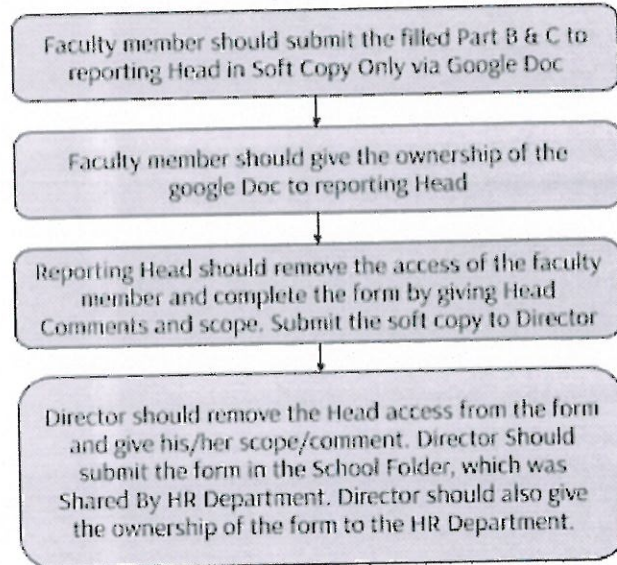 Faculty member should submit the filled Part B & C to
reporting Head in Soft Copy Only via Google Doc
Faculty member should give the ownership of the
google Doc to reporting Head
Reporting Head should remove the access of the faculty
member and complete the form by giving Head
Comments and scope. Submit the soft copy to Director
Director should remove the Head access from the form
and give his/her scope/comment. Director Should
submit the form in the School Folder, which was
Shared By HR Department. Director should also give
the ownership of the form to the HR Department.